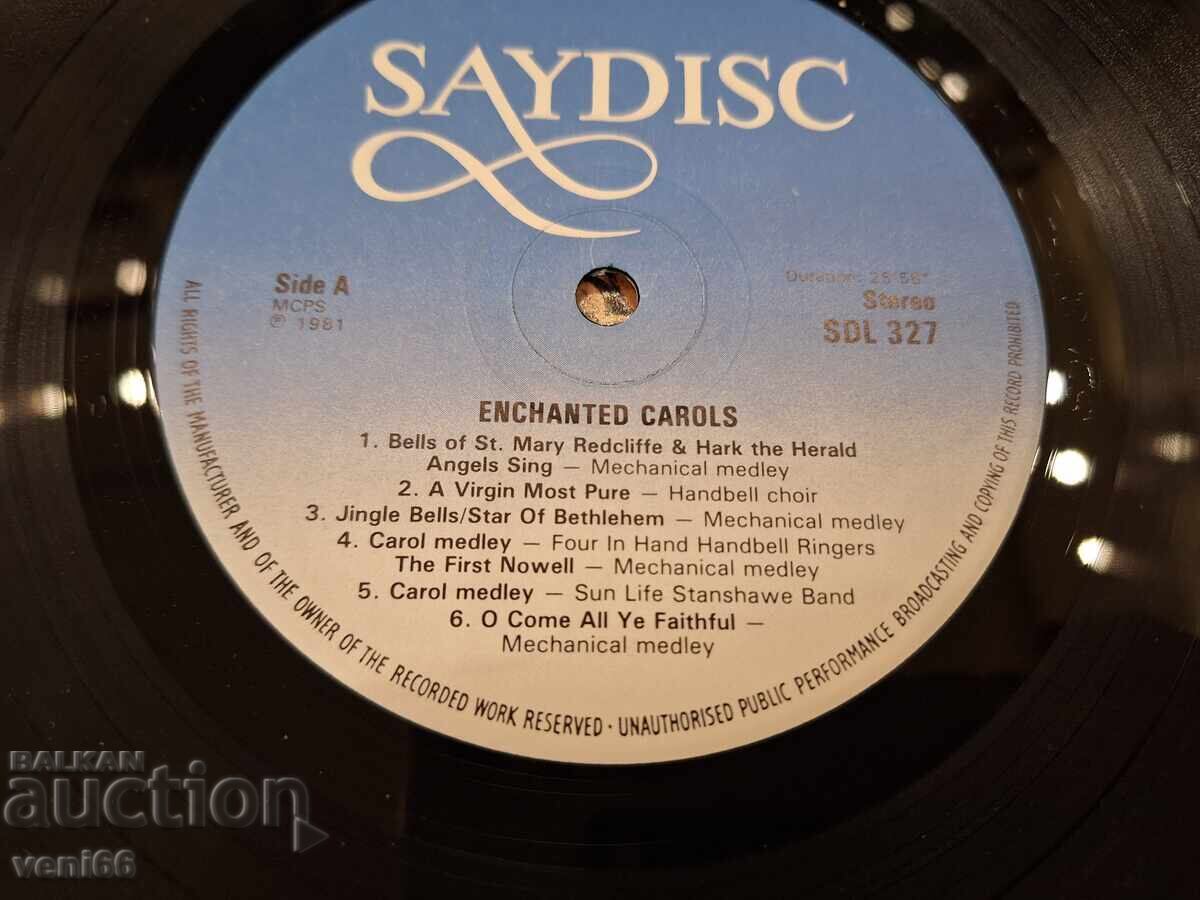 SAYDISC
Side A
MCPS
℗ 1981
Duration: 25'56"
Stereo
SDL 327
ENCHANTED CAROLS
1. Bells of St. Mary Redcliffe & Hark the Herald
Angels Sing – Mechanical medley
2. A Virgin Most Pure – Handbell choir
3. Jingle Bells/Star Of Bethlehem – Mechanical medley
4. Carol medley – Four In Hand Handbell Ringers
The First Nowell – Mechanical medley
5. Carol medley – Sun Life Stanshawe Band
6. O Come All Ye Faithful –
Mechanical medley
ALL RIGHTS OF THE MANUFACTURER AND OF THE OWNER OF THE RECORDED WORK RESERVED · UNAUTHORISED PUBLIC PERFORMANCE BROADCASTING AND COPYING OF THIS RECORD PROHIBITED
BALKAN
auction
veni66